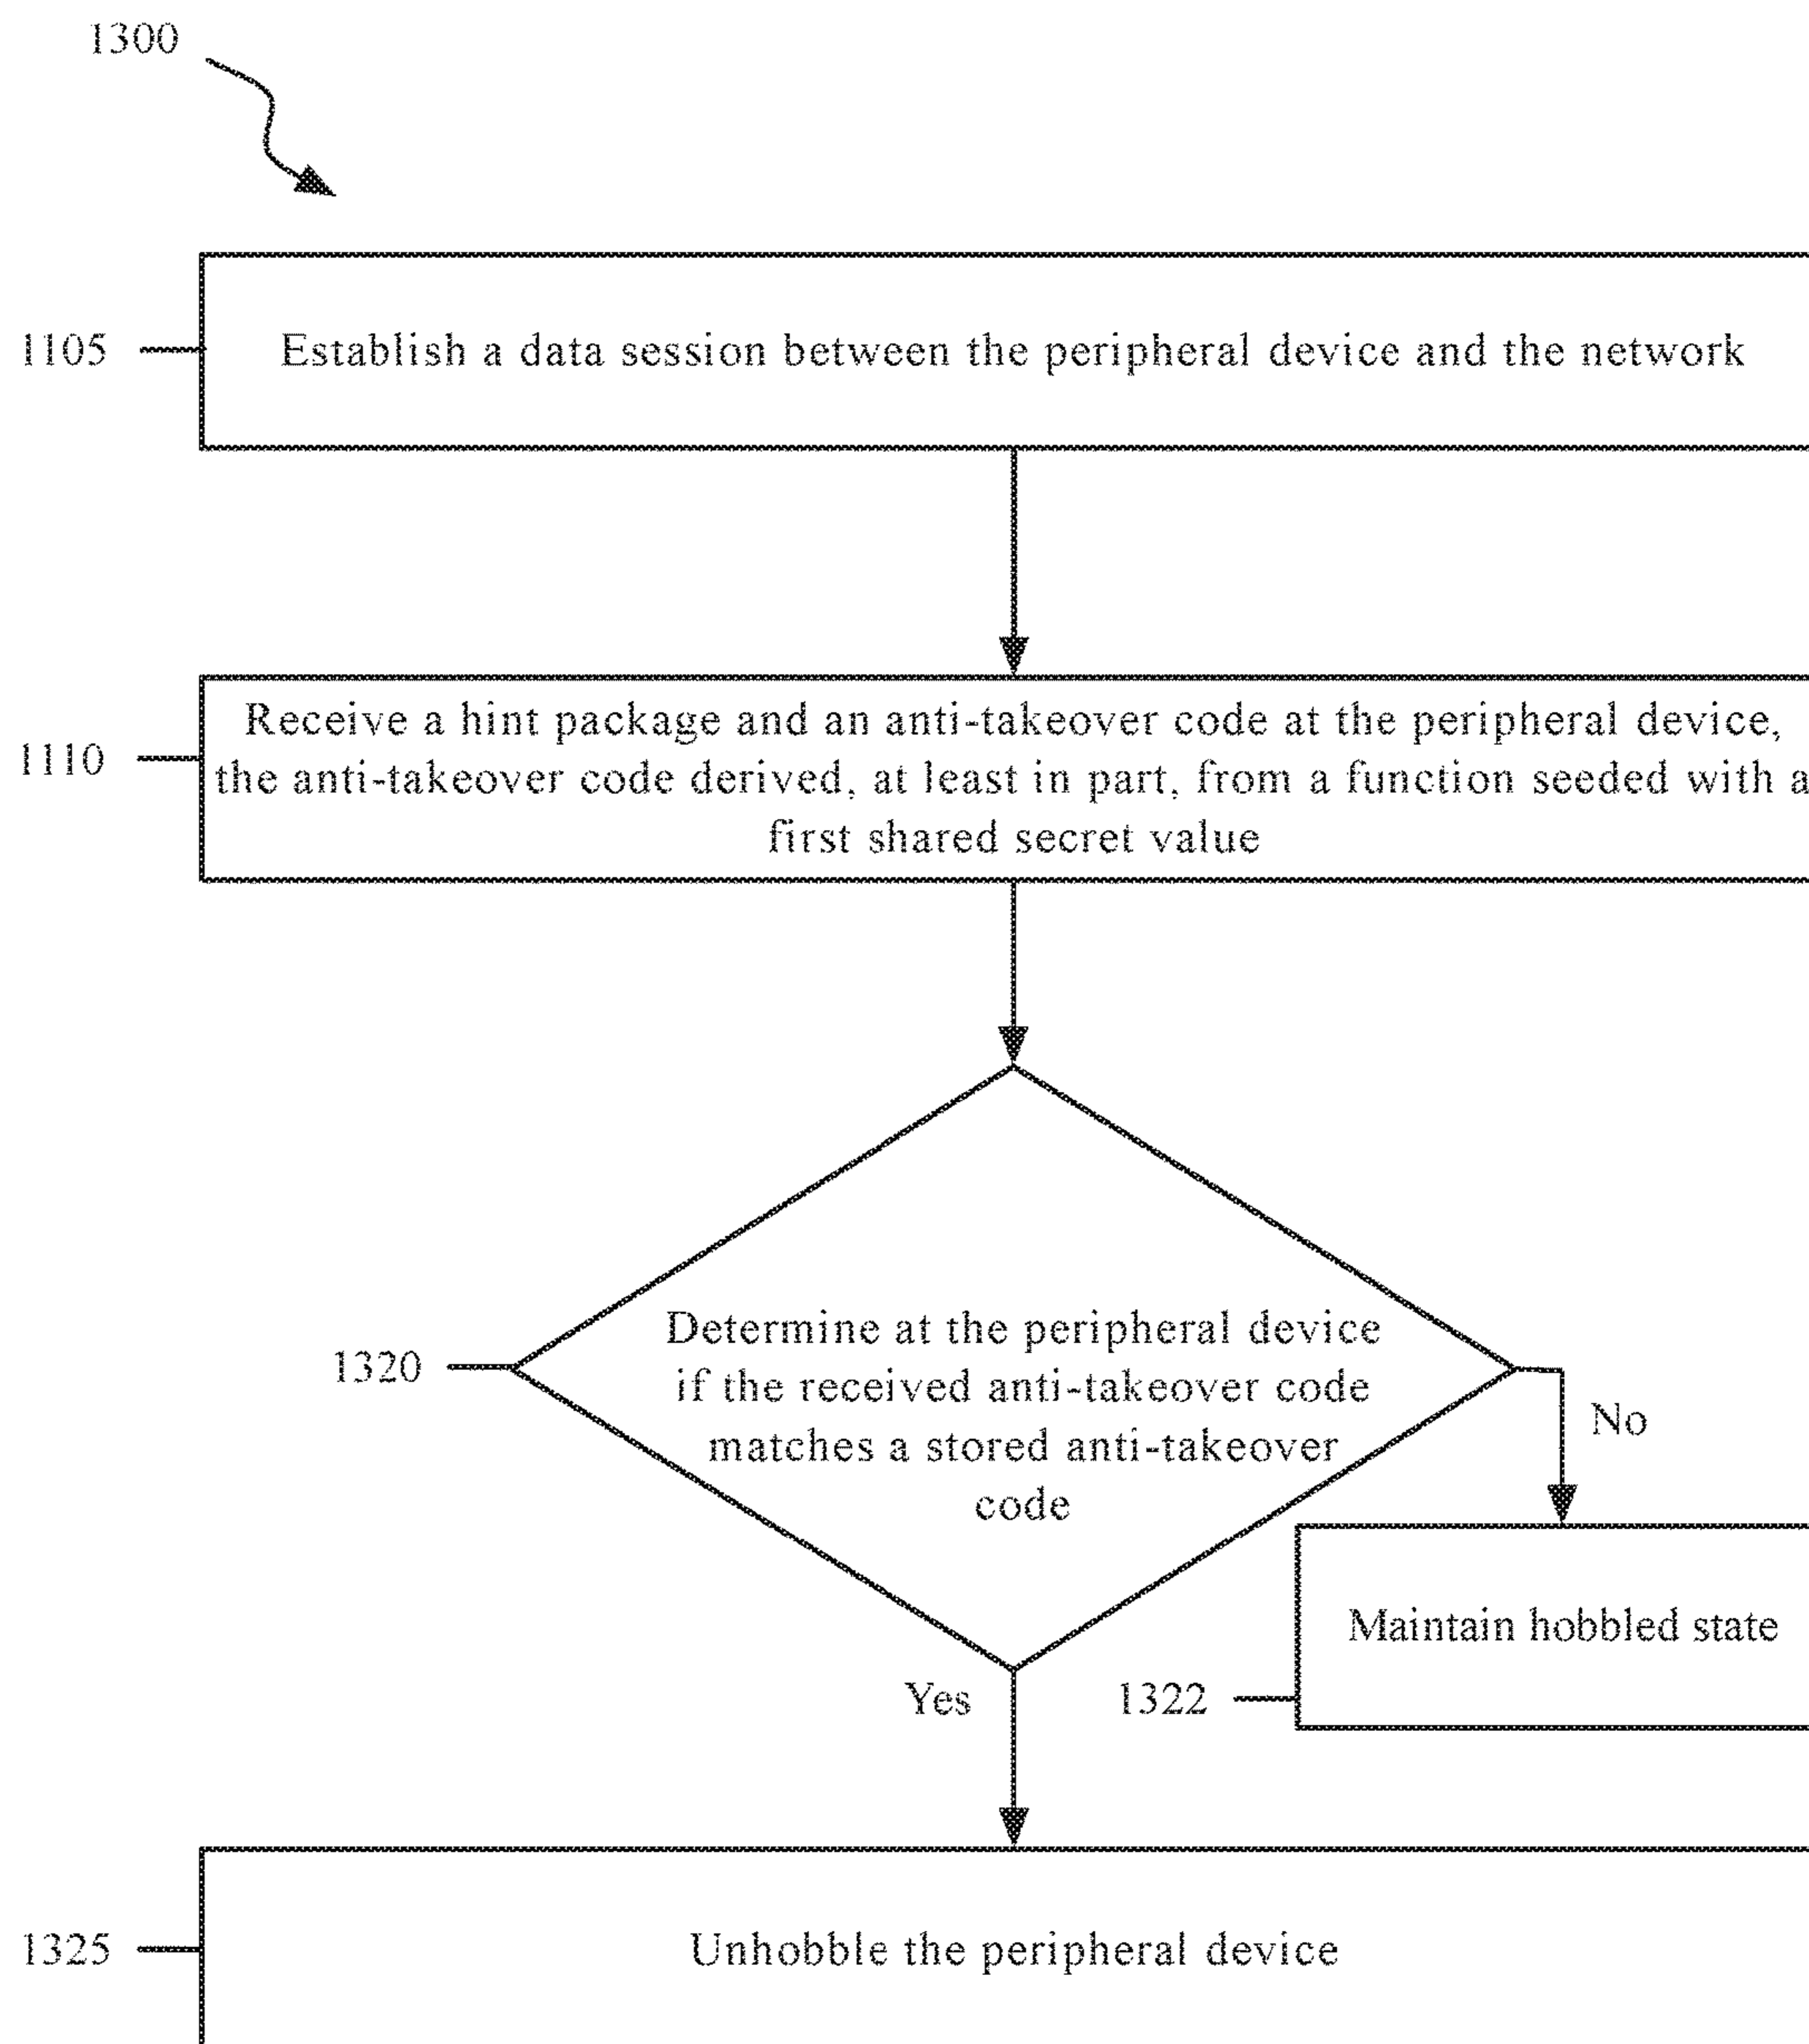 1300
1105
Establish a data session between the peripheral device and the network
1110
Receive a hint package and an anti-takeover code at the peripheral device,
the anti-takeover code derived, at least in part, from a function seeded with a
first shared secret value
1320
Determine at the peripheral device
if the received anti-takeover code
matches a stored anti-takeover
code
No
Maintain hobbled state
1322
Yes
1325
Unhobble the peripheral device